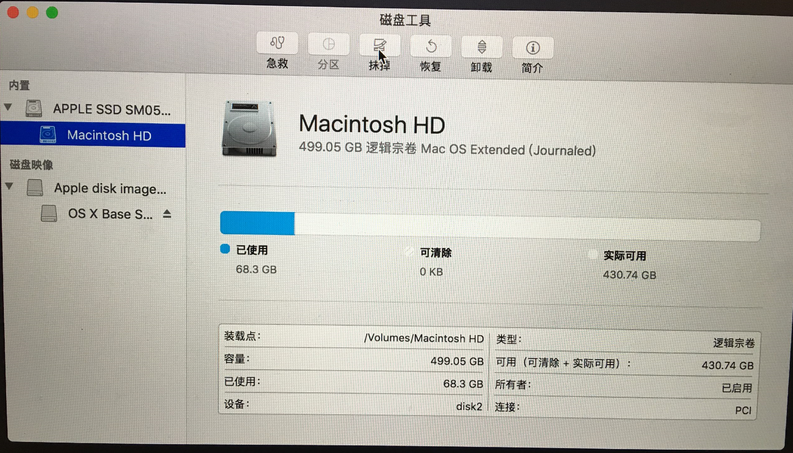 磁盘工具
急救 分区 抹掉 恢复 卸载 简介
内置
APPLE SSD SM05...
Macintosh HD
磁盘映像
Apple disk image...
OS X Base S...
Macintosh HD
499.05 GB 逻辑宗卷 Mac OS Extended (Journaled)
已使用 可清除 实际可用
68.3 GB 0 KB 430.74 GB
装载点: /Volumes/Macintosh HD 类型: 逻辑宗卷
容量: 499.05 GB 可用（可清除 + 实际可用）: 430.74 GB
已使用: 68.3 GB 所有者: 已启用
设备: disk2 连接: PCI